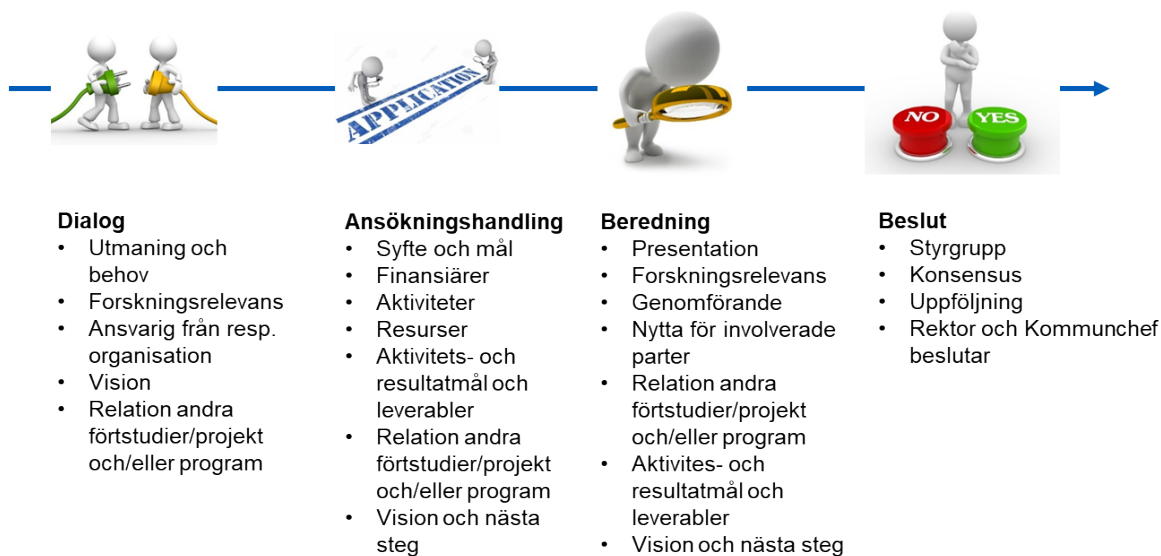 APPLICATION
NO
YES
Dialog
• Utmaning och
behov
• Forskningsrelevans
• Ansvarig från resp.
organisation
• Vision
• Relation andra
förtstudier/projekt
och/eller program
Ansökningshandling
• Syfte och mål
• Finansiärer
• Aktiviteter
• Resurser
• Aktivitets- och
resultatmål och
leverabler
• Relation andra
förtstudier/projekt
och/eller program
• Vision och nästa
steg
Beredning
• Presentation
• Forskningsrelevans
• Genomförande
• Nytta för involverade
parter
• Relation andra
förtstudier/projekt
och/eller program
• Aktivites- och
resultatmål och
leverabler
• Vision och nästa steg
Beslut
• Styrgrupp
• Konsensus
• Uppföljning
• Rektor och Kommunchef
beslutar